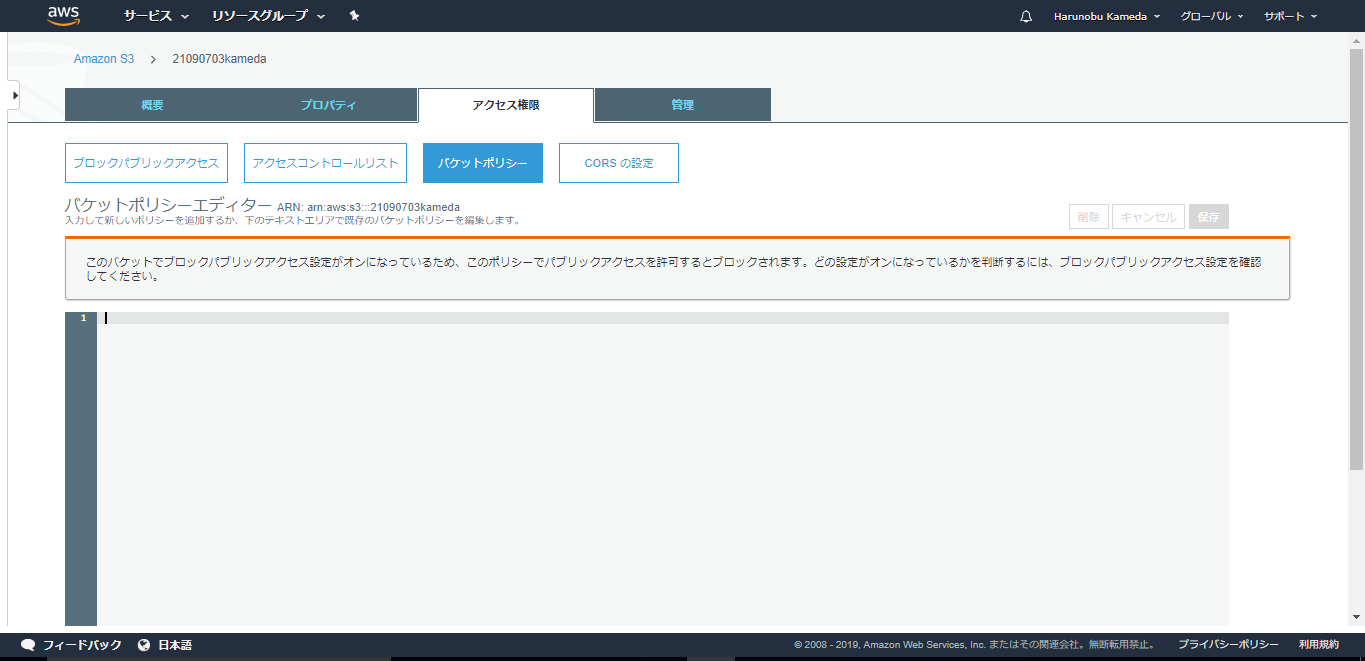 aws サービス リソースグループ Harunobu Kameda グローバル サポート
Amazon S3 > 21090703kameda
概要 プロパティ アクセス権限 管理
ブロックパブリックアクセス アクセスコントロールリスト バケットポリシー CORS の設定
バケットポリシーエディター ARN: arn:aws:s3:::21090703kameda
入力して新しいポリシーを追加するか、下のテキストエリアで既存のバケットポリシーを編集します。
削除 キャンセル 保存
このバケットでブロックパブリックアクセス設定がオンになっているため、このポリシーでパブリックアクセスを許可するとブロックされます。どの設定がオンになっているかを判断するには、ブロックパブリックアクセス設定を確認
してください。
1
フィードバック 日本語 © 2008 - 2019, Amazon Web Services, Inc. またはその関連会社。無断転用禁止。 プライバシーポリシー 利用規約